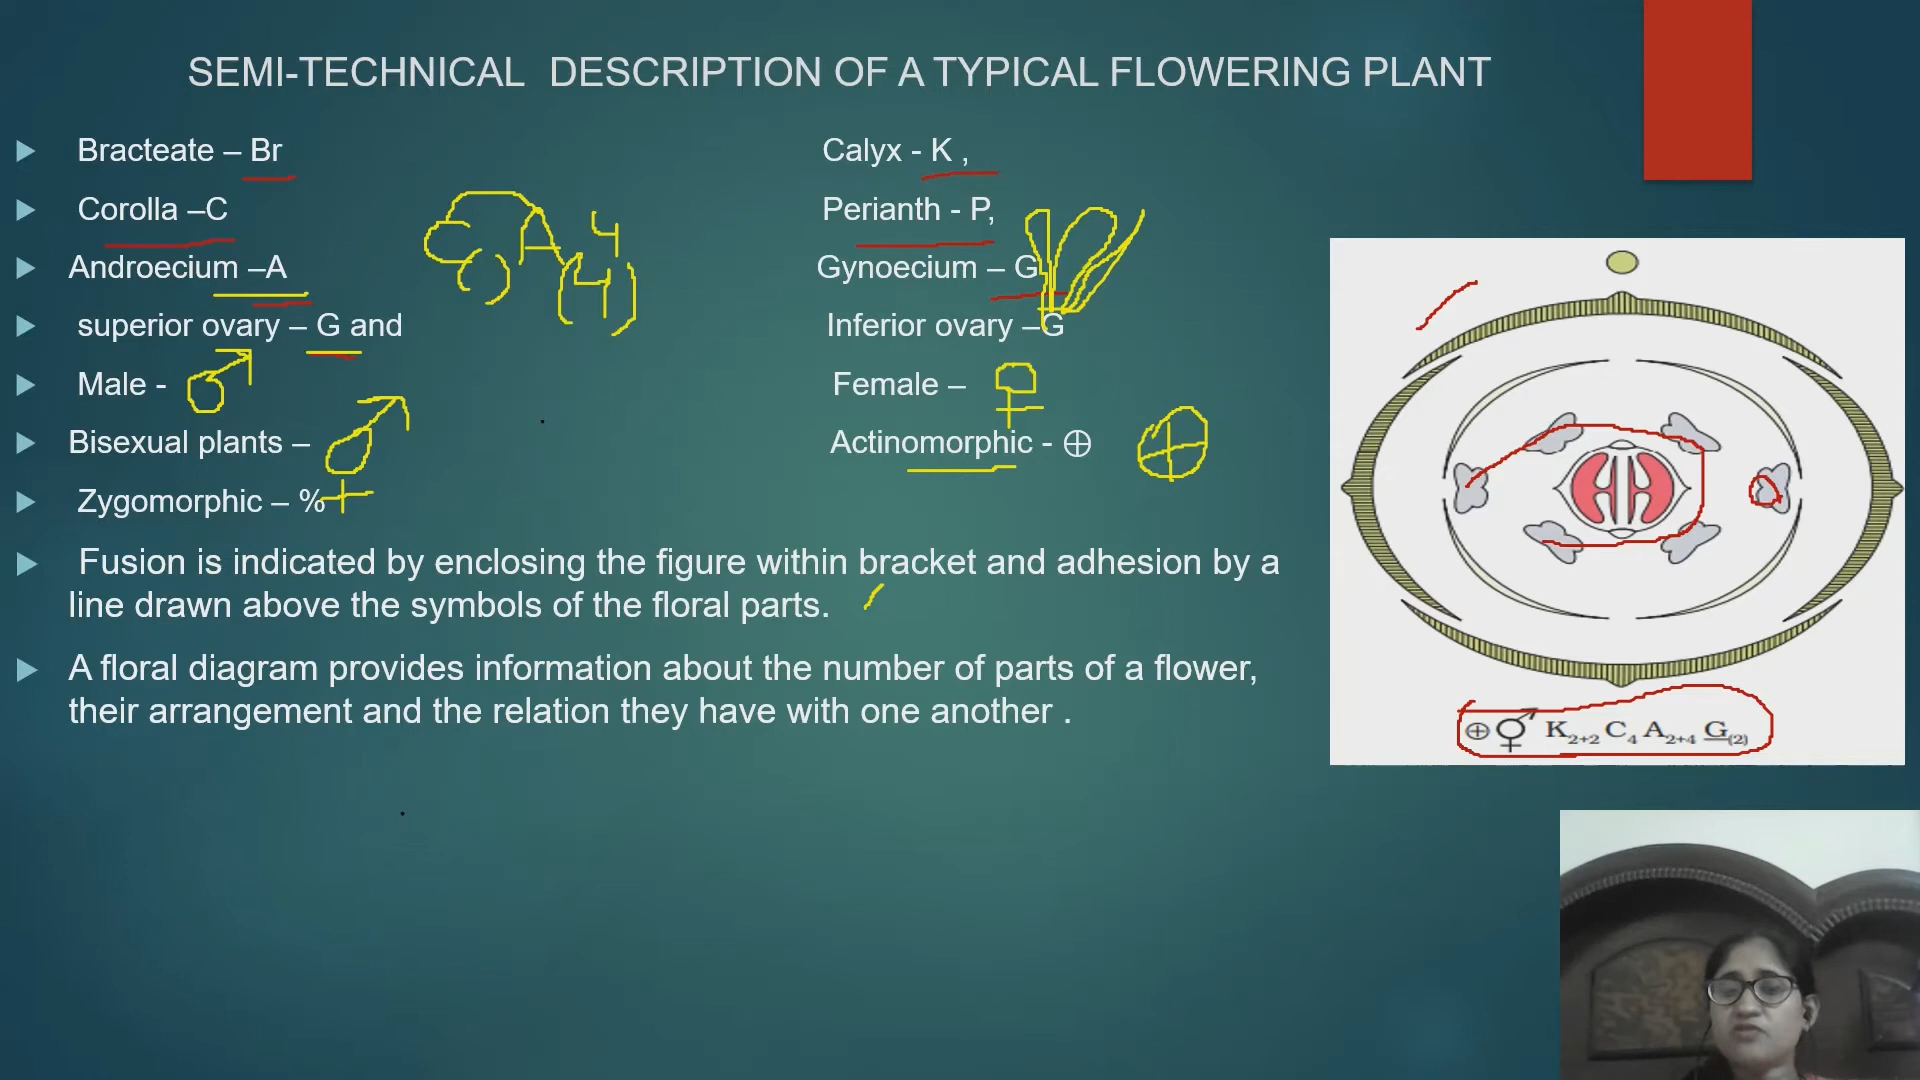 SEMI-TECHNICAL DESCRIPTION OF A TYPICAL FLOWERING PLANT
Bracteate – Br
Calyx - K ,
Corolla –C
Perianth - P,
Androecium –A
Gynoecium – G
superior ovary – G and
Inferior ovary –G
Male - ♂
Female – ♀
Bisexual plants – ⚥
Actinomorphic - ⊕ ⊕
Zygomorphic – %
C A 4
( ) (4)
Fusion is indicated by enclosing the figure within bracket and adhesion by a
line drawn above the symbols of the floral parts.
A floral diagram provides information about the number of parts of a flower,
their arrangement and the relation they have with one another .
⊕ ⚥ K2+2 C4 A2+4 G(2)